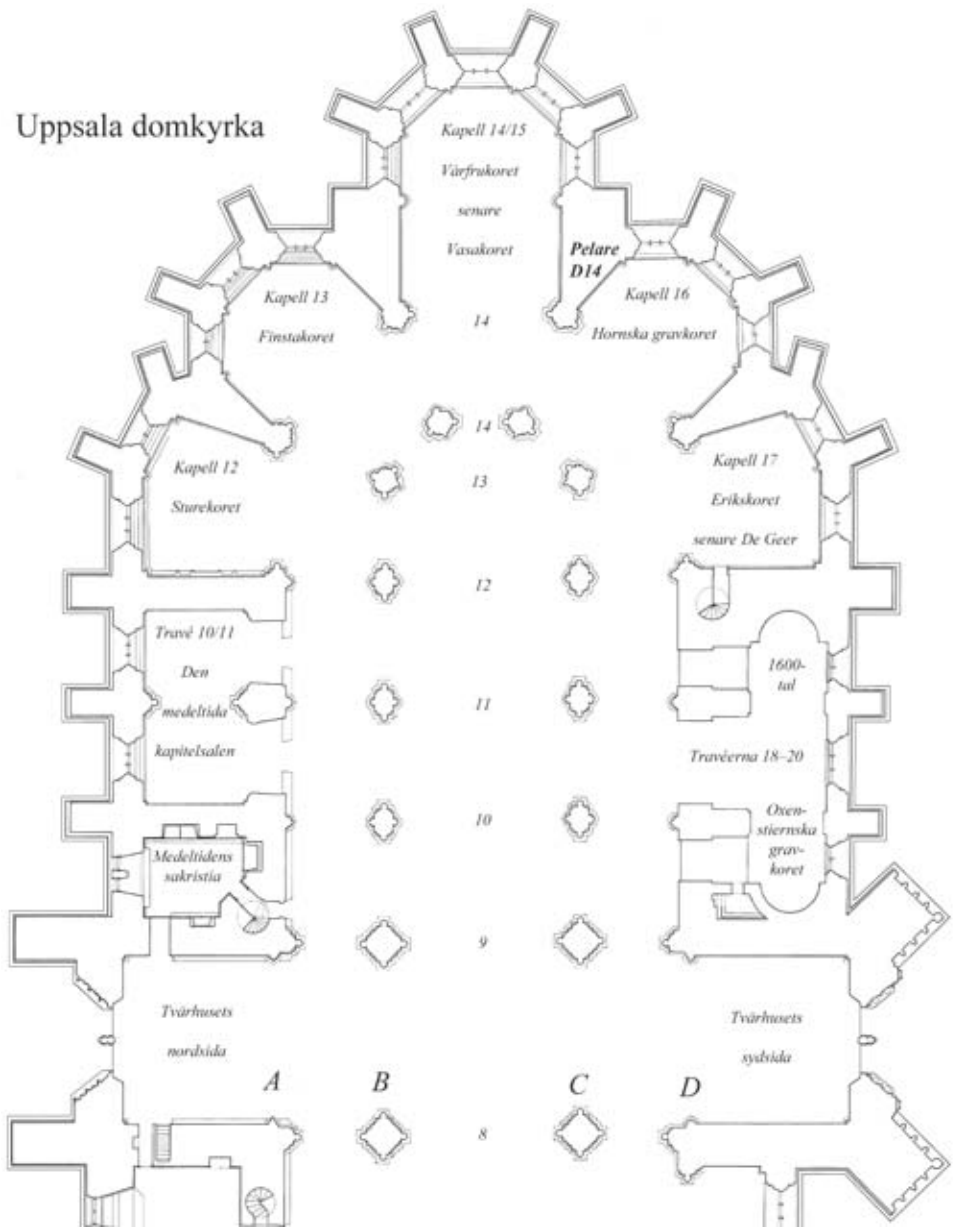 Uppsala domkyrka
Kapell 14/15
Vårfrukoret
senare
Vasakoret
Pelare
D14
Kapell 13
Finstakoret
Kapell 16
Hornska gravkoret
14
14
Kapell 12
Sturekoret
13
Kapell 17
Erikskoret
senare De Geer
12
Travé 10/11
Den
medeltida
kapitelsalen
11
1600-
tal
Travéerna 18–20
10
Oxen-
stiernska
grav-
koret
Medeltidens
sakristia
9
Tvärhusets
nordsida
Tvärhusets
sydsida
A
B
C
D
8